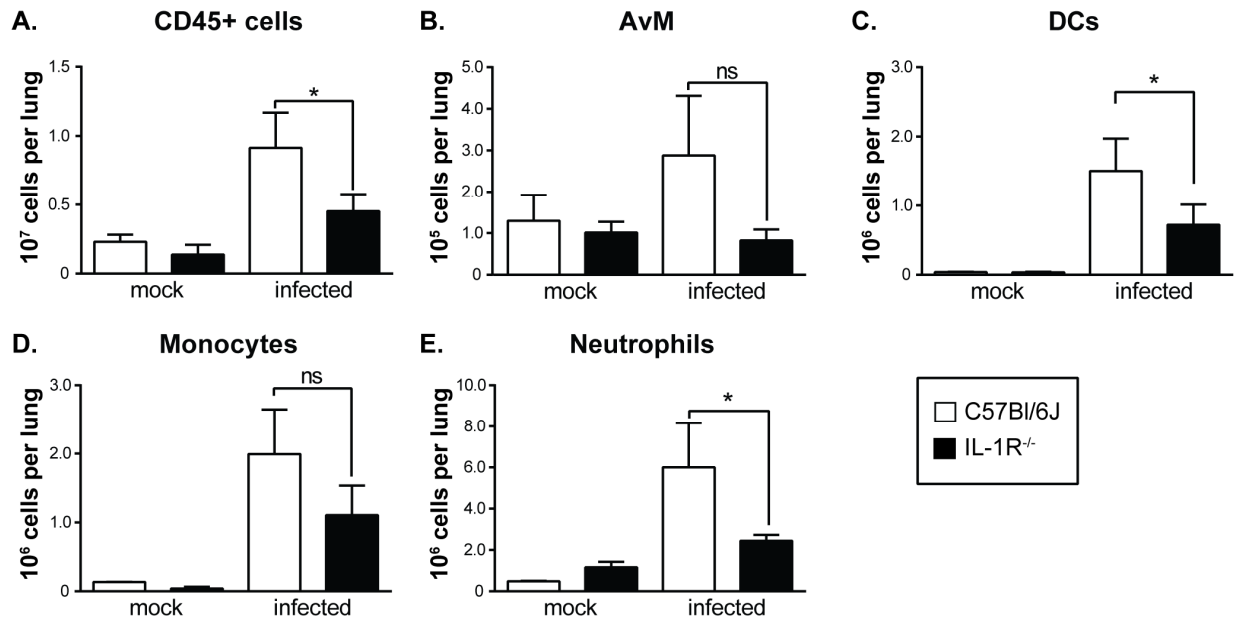 A. CD45+ cells
10⁷ cells per lung
1.5
1.0
0.5
0
*
mock infected
B. AvM
10⁵ cells per lung
5.0
4.0
3.0
2.0
1.0
0
ns
mock infected
C. DCs
10⁶ cells per lung
3.0
2.0
1.0
0
*
mock infected
D. Monocytes
10⁶ cells per lung
3.0
2.0
1.0
0
ns
mock infected
E. Neutrophils
10⁶ cells per lung
10.0
8.0
6.0
4.0
2.0
0
*
mock infected
C57Bl/6J
IL-1R⁻/⁻